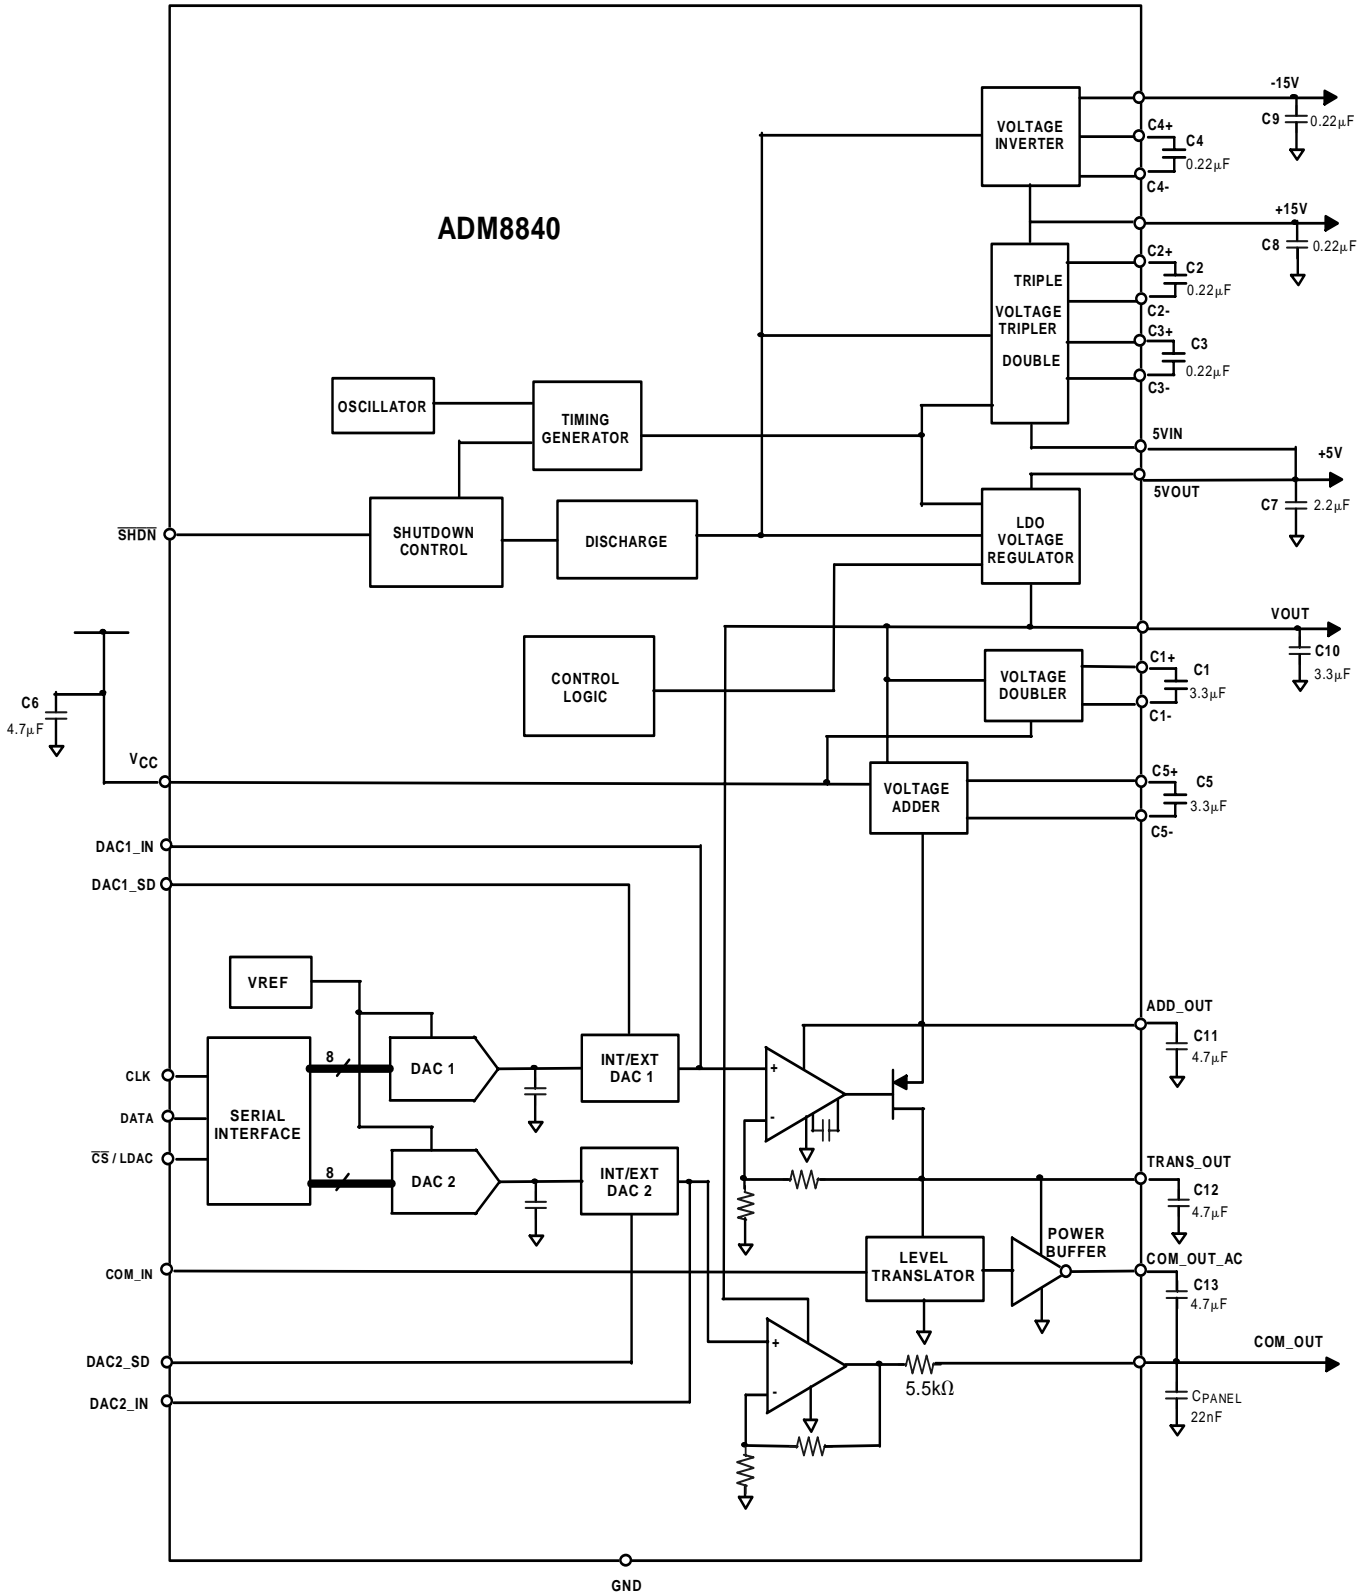 -15V
C9
0.22μF
VOLTAGE
INVERTER
C4+
C4
0.22μF
C4-
ADM8840
+15V
C8
0.22μF
C2+
C2
0.22μF
C2-
TRIPLE
VOLTAGE
TRIPLER
DOUBLE
C3+
C3
0.22μF
C3-
OSCILLATOR
TIMING
GENERATOR
5VIN
+5V
5VOUT
C7
2.2μF
SHDN
SHUTDOWN
CONTROL
DISCHARGE
LDO
VOLTAGE
REGULATOR
VOUT
C10
3.3μF
CONTROL
LOGIC
VOLTAGE
DOUBLER
C1+
C1
3.3μF
C1-
C6
4.7μF
VCC
VOLTAGE
ADDER
C5+
C5
3.3μF
C5-
DAC1_IN
DAC1_SD
VREF
ADD_OUT
C11
4.7μF
CLK
DATA
CS / LDAC
SERIAL
INTERFACE
8
DAC 1
INT/EXT
DAC 1
+
-
8
DAC 2
INT/EXT
DAC 2
TRANS_OUT
C12
4.7μF
POWER
BUFFER
COM_IN
LEVEL
TRANSLATOR
COM_OUT_AC
C13
4.7μF
+
-
5.5kΩ
COM_OUT
DAC2_SD
DAC2_IN
CPANEL
22nF
GND